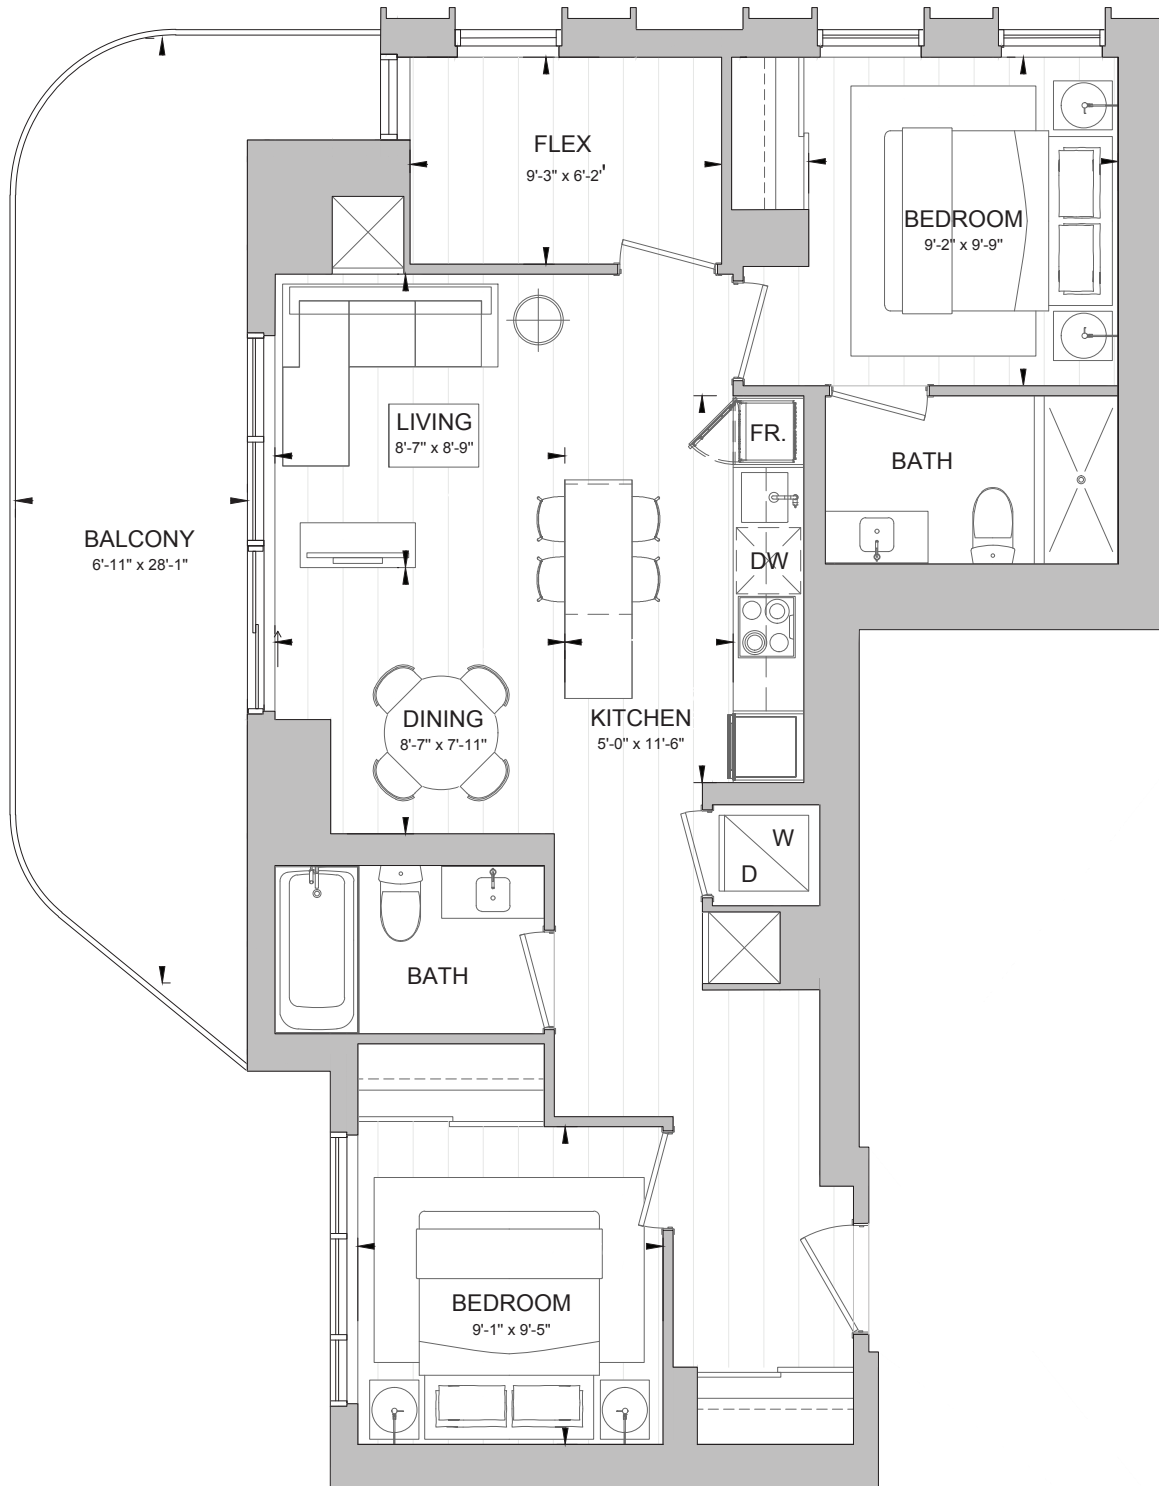 FLEX
9'-3" x 6'-2'
BEDROOM
9'-2" x 9'-9"
LIVING
8'-7" x 8'-9"
FR.
BATH
BALCONY
6'-11" x 28'-1"
DW
DINING
8'-7" x 7'-11"
KITCHEN
5'-0" x 11'-6"
W
D
BATH
BEDROOM
9'-1" x 9'-5"